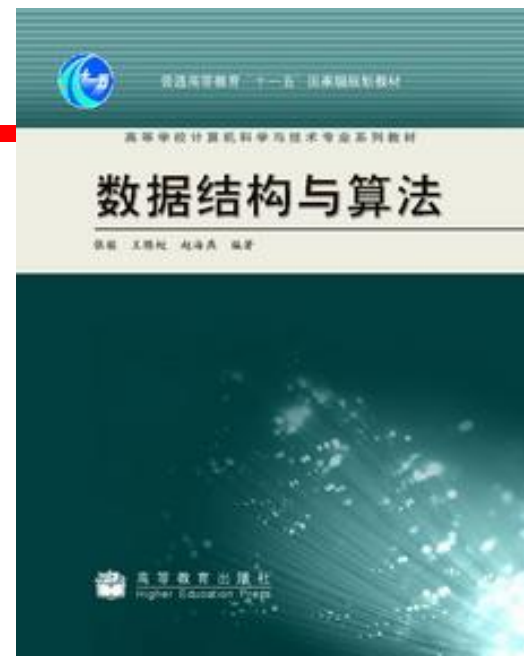 十一五
普通高等教育“十一五”国家级规划教材
高等学校计算机科学与技术专业系列教材
数据结构与算法
张铭 王腾蛟 赵海燕 编著
高等教育出版社
Higher Education Press